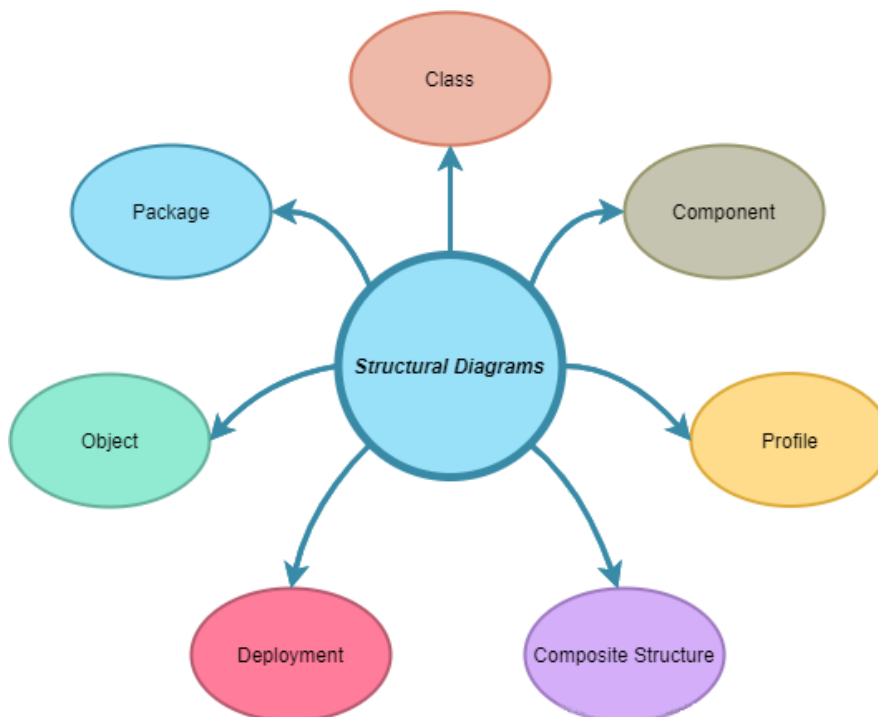 Class
Package
Component
Structural Diagrams
Object
Profile
Deployment
Composite Structure